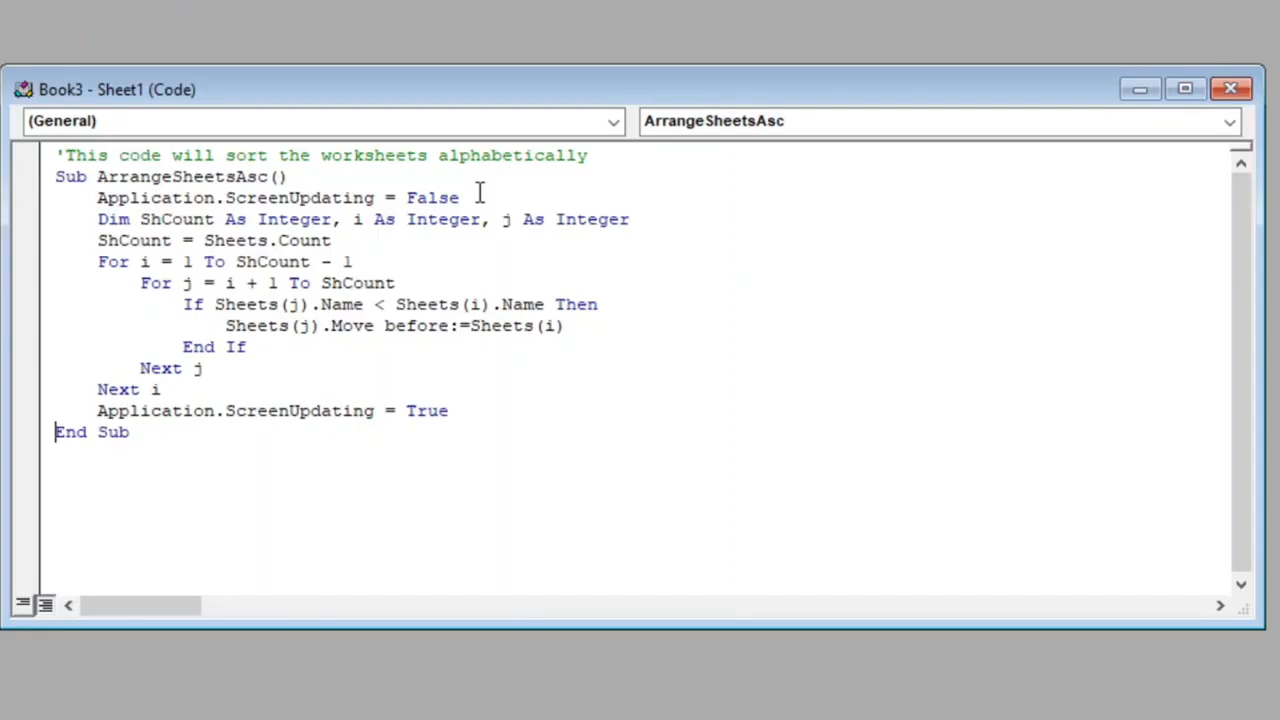 Book3 - Sheet1 (Code)
(General)
ArrangeSheetsAsc
'This code will sort the worksheets alphabetically
Sub ArrangeSheetsAsc()
    Application.ScreenUpdating = False
    Dim ShCount As Integer, i As Integer, j As Integer
    ShCount = Sheets.Count
    For i = 1 To ShCount - 1
        For j = i + 1 To ShCount
            If Sheets(j).Name < Sheets(i).Name Then
                Sheets(j).Move before:=Sheets(i)
            End If
        Next j
    Next i
    Application.ScreenUpdating = True
End Sub